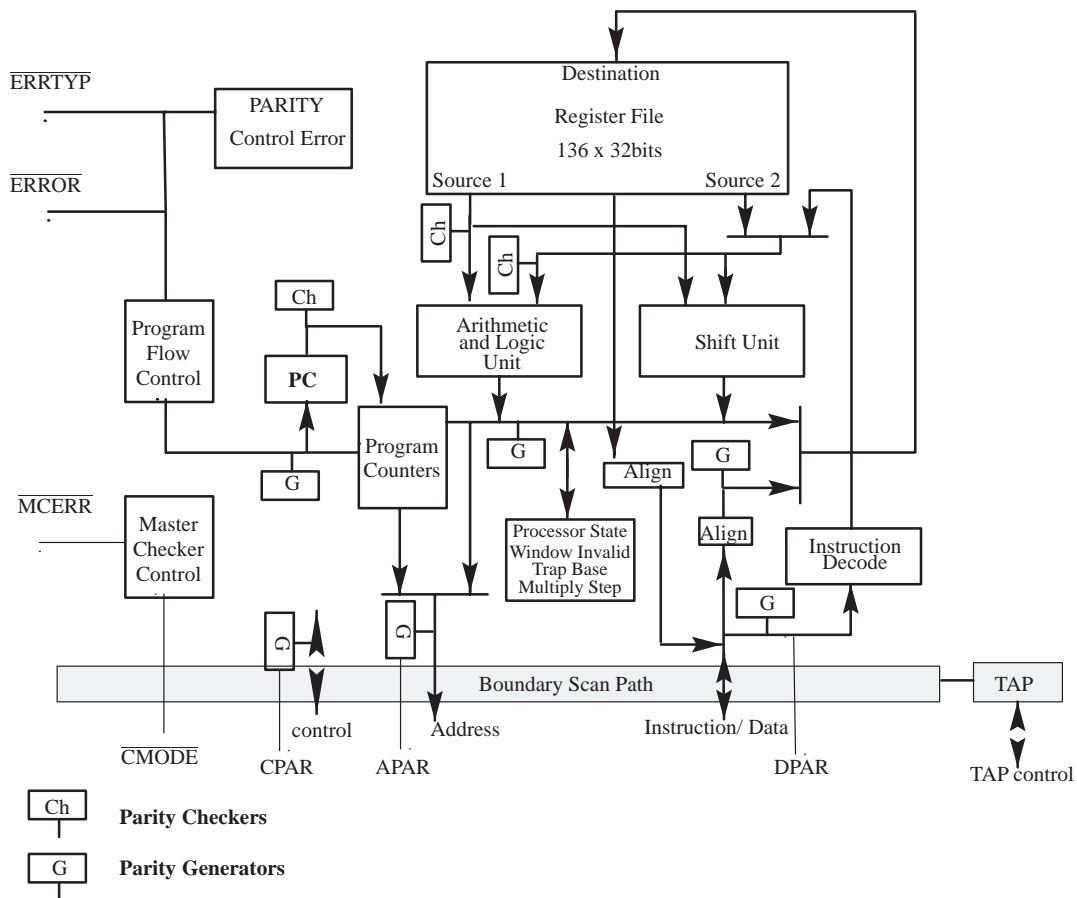 Destination
ERRTYP
PARITY
Control Error
Register File
136 x 32bits
ERROR
Source 1
Source 2
Ch
Ch
Ch
Program
Flow
Control
Arithmetic
and Logic
Unit
Shift Unit
PC
Program
Counters
G
G
G
Align
MCERR
Master
Checker
Control
Processor State
Window Invalid
Trap Base
Multiply Step
Align
Instruction
Decode
G
G
G
Boundary Scan Path
TAP
control
Address
Instruction/ Data
CMODE
CPAR
APAR
DPAR
TAP control
Ch
Parity Checkers
G
Parity Generators